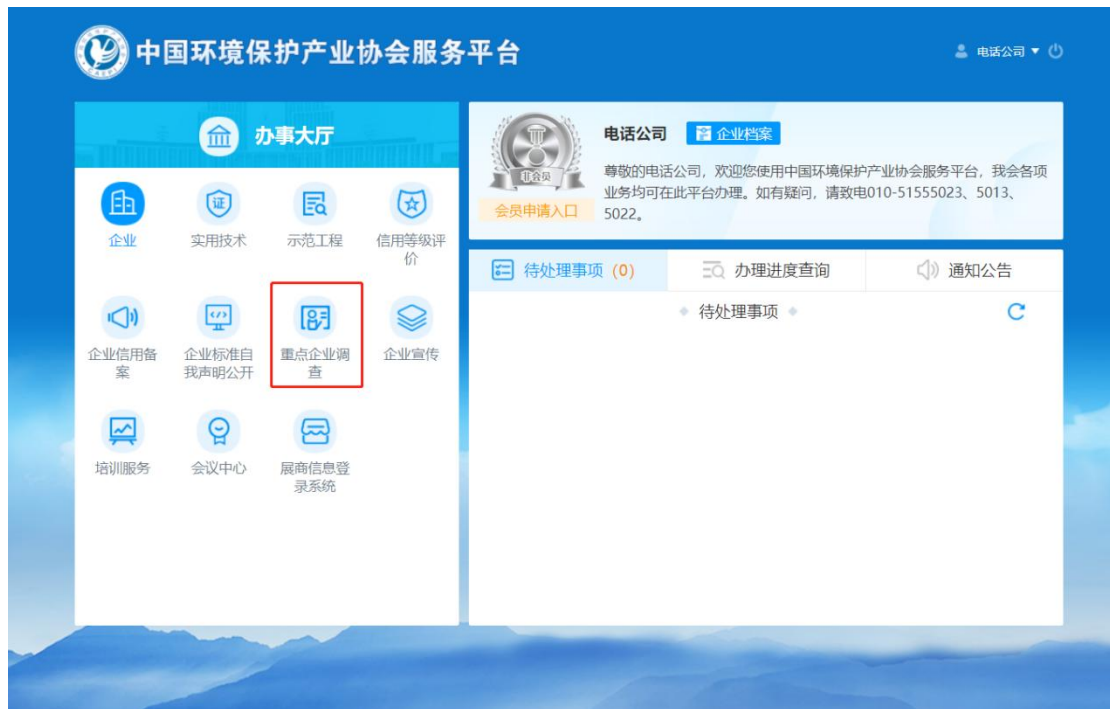 中国环境保护产业协会服务平台
电话公司
办事大厅
企业
实用技术
示范工程
信用等级评
价
企业信用备
案
企业标准自
我声明公开
重点企业调
查
企业宣传
培训服务
会议中心
展商信息登
录系统
非会员
会员申请入口
电话公司
企业档案
尊敬的电话公司，欢迎您使用中国环境保护产业协会服务平台，我会各项
业务均可在此平台办理。如有疑问，请致电010-51555023、5013、
5022。
待处理事项 (0)
办理进度查询
通知公告
待处理事项